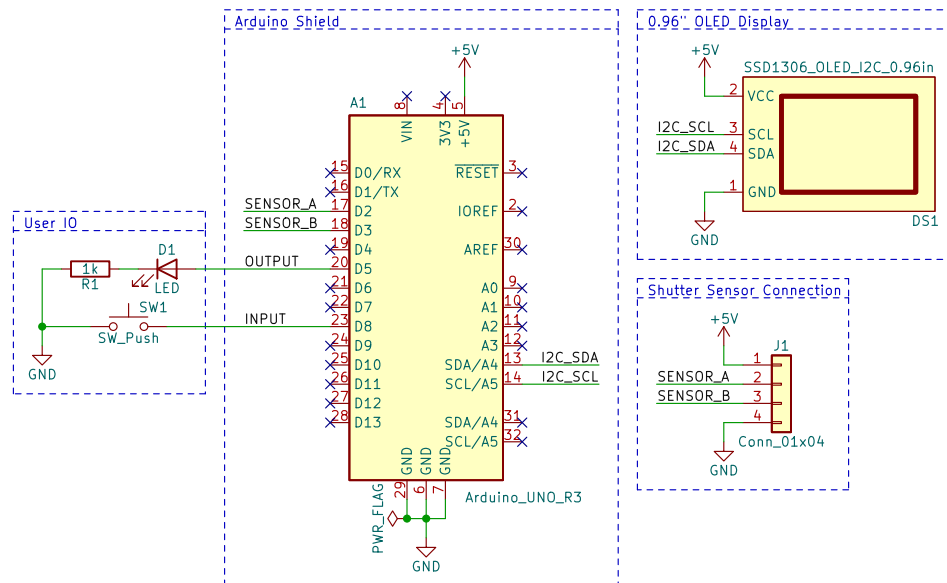 Arduino Shield
+5V
A1
8
4
5
VIN
3V3
+5V
15
D0/RX
16
D1/TX
SENSOR_A
17
D2
SENSOR_B
18
D3
19
D4
OUTPUT
20
D5
21
D6
22
D7
INPUT
23
D8
24
D9
25
D10
26
D11
27
D12
28
D13
RESET
3
IOREF
2
AREF
30
A0
9
A1
10
A2
11
A3
12
SDA/A4
13
I2C_SDA
SCL/A5
14
I2C_SCL
SDA/A4
31
SCL/A5
32
GND
GND
GND
29
6
7
Arduino_UNO_R3
PWR_FLAG
GND
User IO
D1
1k
R1
LED
SW1
SW_Push
GND
0.96" OLED Display
+5V
SSD1306_OLED_I2C_0.96in
2
VCC
I2C_SCL
3
SCL
I2C_SDA
4
SDA
1
GND
GND
DS1
Shutter Sensor Connection
+5V
J1
1
SENSOR_A
2
SENSOR_B
3
4
Conn_01x04
GND